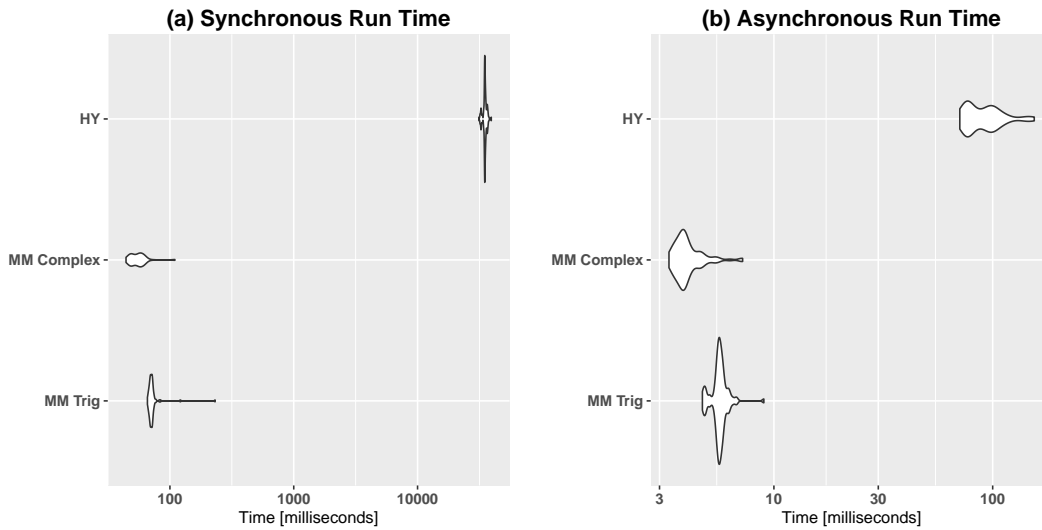 (a) Synchronous Run Time
HY
MM Complex
MM Trig
100 1000 10000
Time [milliseconds]
(b) Asynchronous Run Time
HY
MM Complex
MM Trig
3 10 30 100
Time [milliseconds]